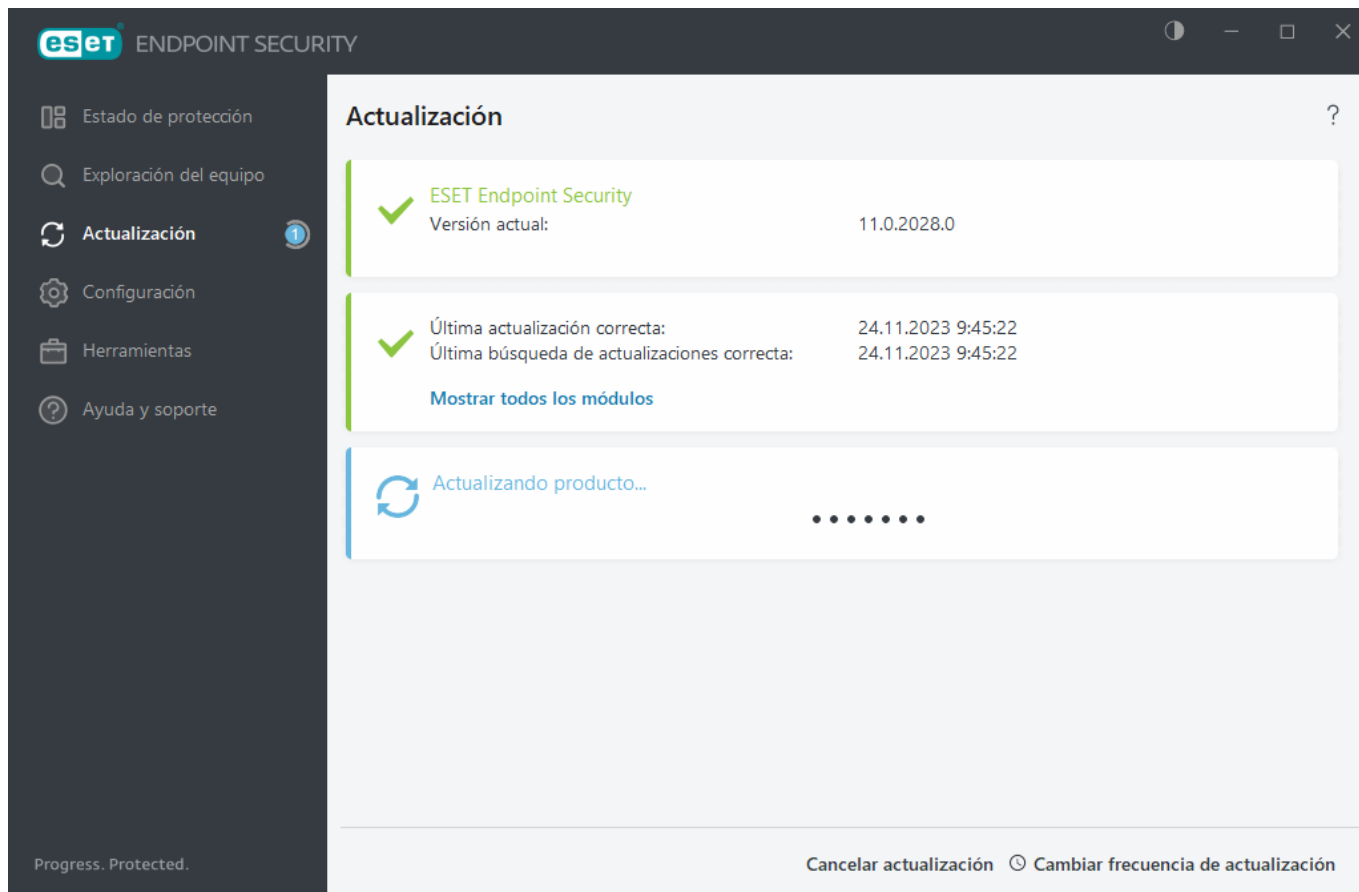 eset ENDPOINT SECURITY
Estado de protección
Exploración del equipo
Actualización 1
Configuración
Herramientas
Ayuda y soporte
Progress. Protected.
Actualización ?
ESET Endpoint Security
Versión actual: 11.0.2028.0
Última actualización correcta: 24.11.2023 9:45:22
Última búsqueda de actualizaciones correcta: 24.11.2023 9:45:22
Mostrar todos los módulos
Actualizando producto...
Cancelar actualización Cambiar frecuencia de actualización